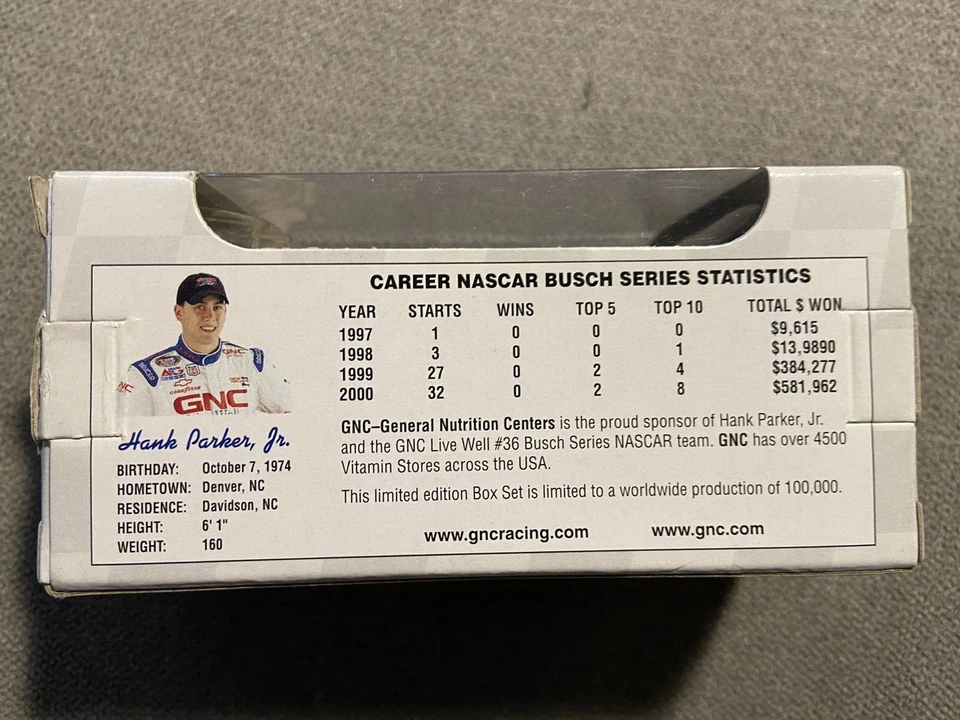 CAREER NASCAR BUSCH SERIES STATISTICS
YEAR STARTS WINS TOP 5 TOP 10 TOTAL $ WON
1997 1 0 0 0 $9,615
1998 3 0 0 1 $13,9890
1999 27 0 2 4 $384,277
2000 32 0 2 8 $581,962
GNC–General Nutrition Centers is the proud sponsor of Hank Parker, Jr.
and the GNC Live Well #36 Busch Series NASCAR team. GNC has over 4500
Vitamin Stores across the USA.
This limited edition Box Set is limited to a worldwide production of 100,000.
www.gncracing.com www.gnc.com
GNC
GNC
Hank Parker, Jr.
BIRTHDAY: October 7, 1974
HOMETOWN: Denver, NC
RESIDENCE: Davidson, NC
HEIGHT: 6' 1"
WEIGHT: 160